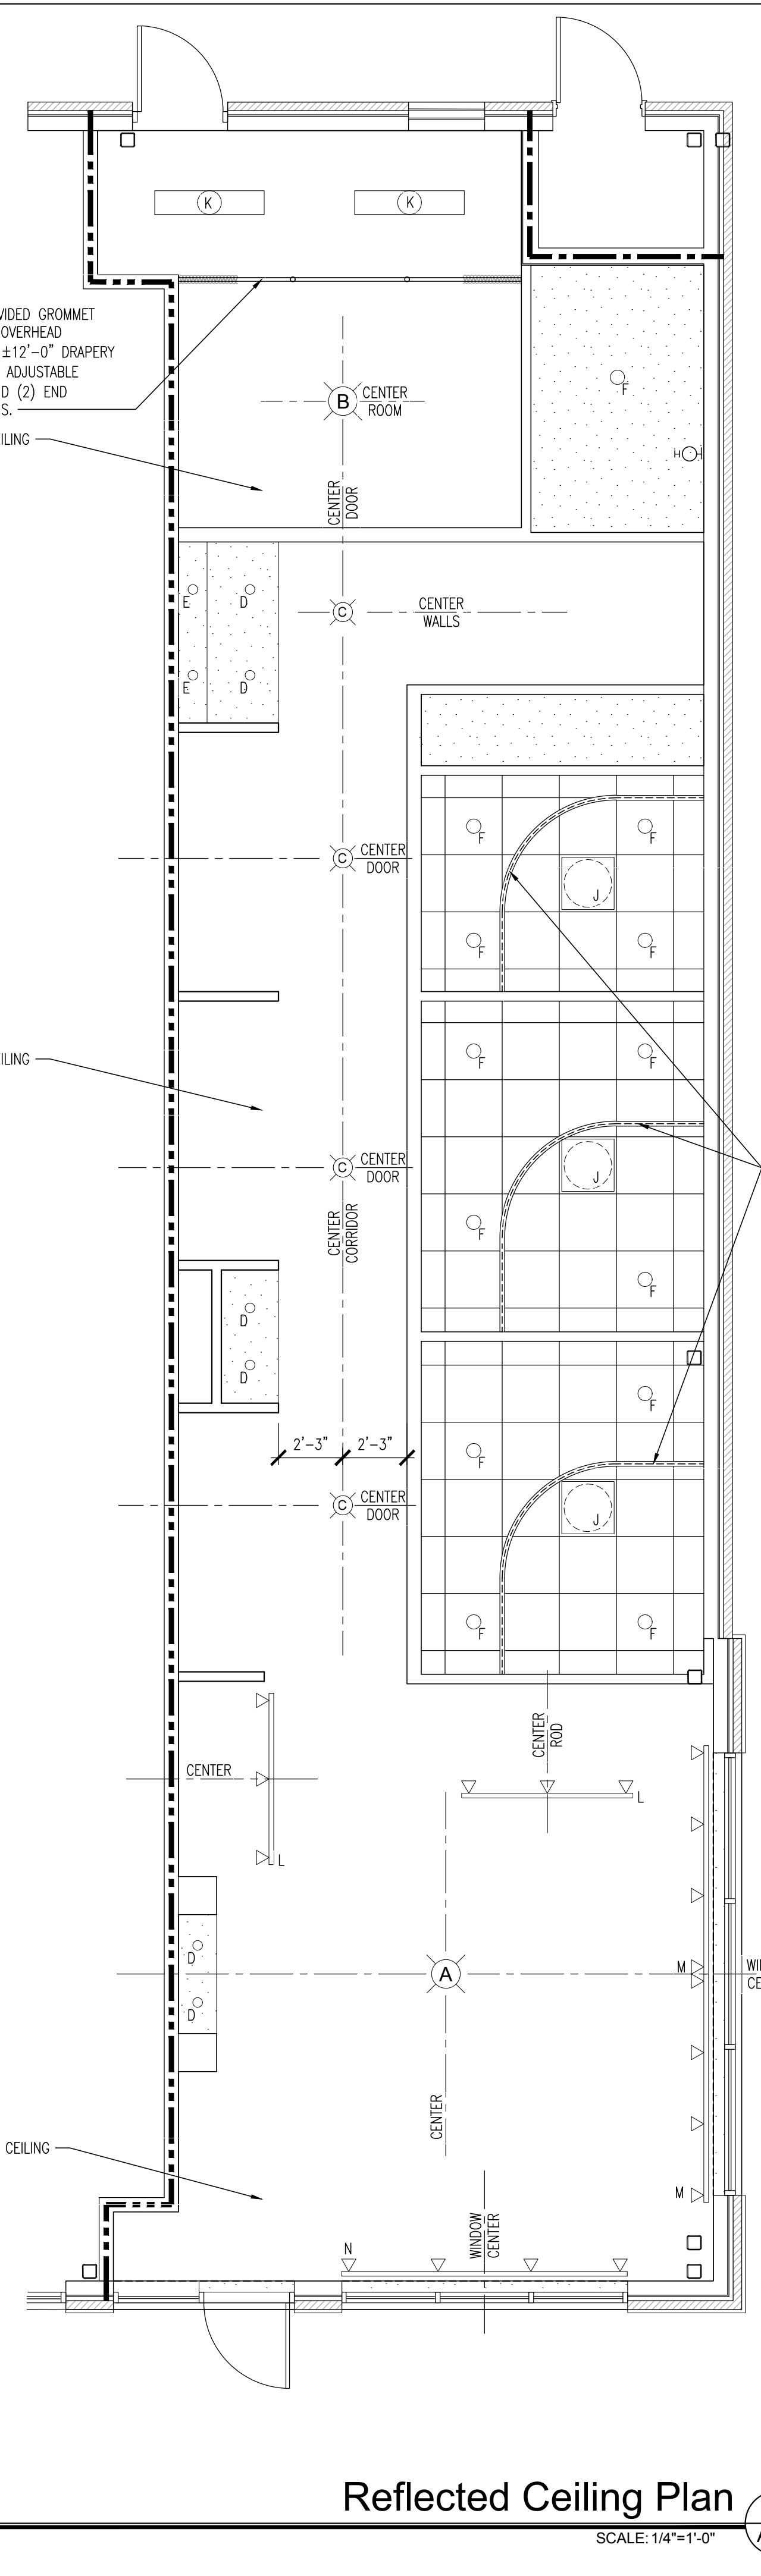 K
K
VIDED GROMMET
OVERHEAD
±12'-0" DRAPERY
ADJUSTABLE
D (2) END
S.
F
B
CENTER
ROOM
ILING
H
CENTER
DOOR
E
D
C
CENTER
WALLS
E
D
F
F
C
CENTER
DOOR
J
F
F
F
F
ILING
C
CENTER
DOOR
J
CENTER
CORRIDOR
F
F
D
D
F
2'-3"
2'-3"
F
C
CENTER
DOOR
J
F
F
CENTER
ROD
CENTER
L
L
D
A
M
WI
CE
D
CENTER
CEILING
M
WINDOW
CENTER
N
Reflected Ceiling Plan
A
SCALE: 1/4"=1'-0"